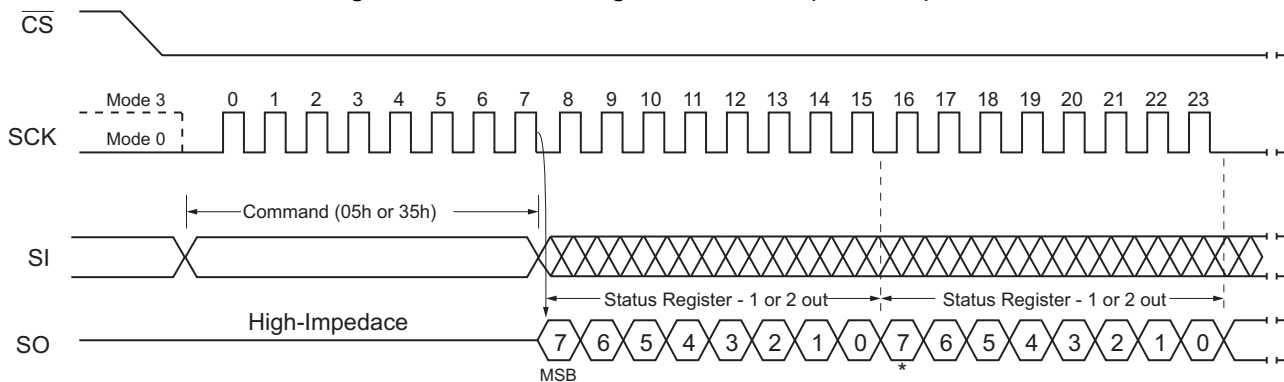 CS
Mode 3
0 1 2 3 4 5 6 7 8 9 10 11 12 13 14 15 16 17 18 19 20 21 22 23
SCK
Mode 0
Command (05h or 35h)
SI
Status Register - 1 or 2 out
Status Register - 1 or 2 out
High-Impedace
SO
7 6 5 4 3 2 1 0 7 6 5 4 3 2 1 0
MSB
*